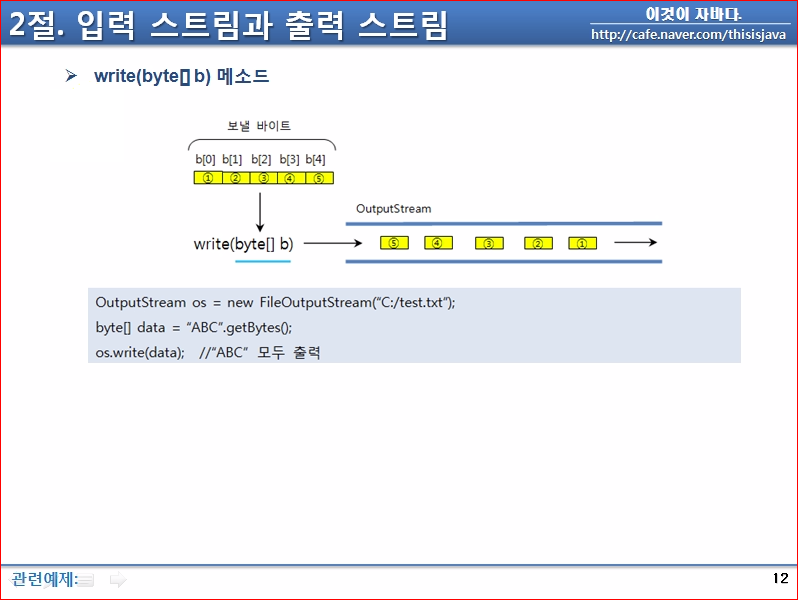 2절. 입력 스트림과 출력 스트림
이것이 자바다.
http://cafe.naver.com/thisisjava
write(byte[] b) 메소드
보낼 바이트
b[0] b[1] b[2] b[3] b[4]
① ② ③ ④ ⑤
OutputStream
write(byte[] b)
⑤ ④ ③ ② ①
OutputStream os = new FileOutputStream("C:/test.txt");
byte[] data = "ABC".getBytes();
os.write(data); //"ABC" 모두 출력
관련예제:
12